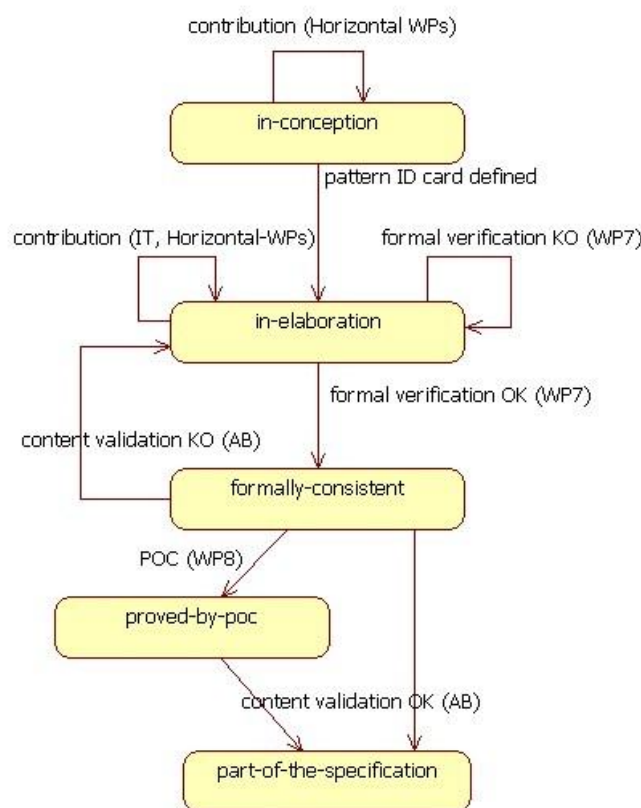 contribution (Horizontal WPs)
in-conception
pattern ID card defined
contribution (IT, Horizontal-WPs)
formal verification KO (WP7)
in-elaboration
formal verification OK (WP7)
content validation KO (AB)
formally-consistent
POC (WP8)
proved-by-poc
content validation OK (AB)
part-of-the-specification